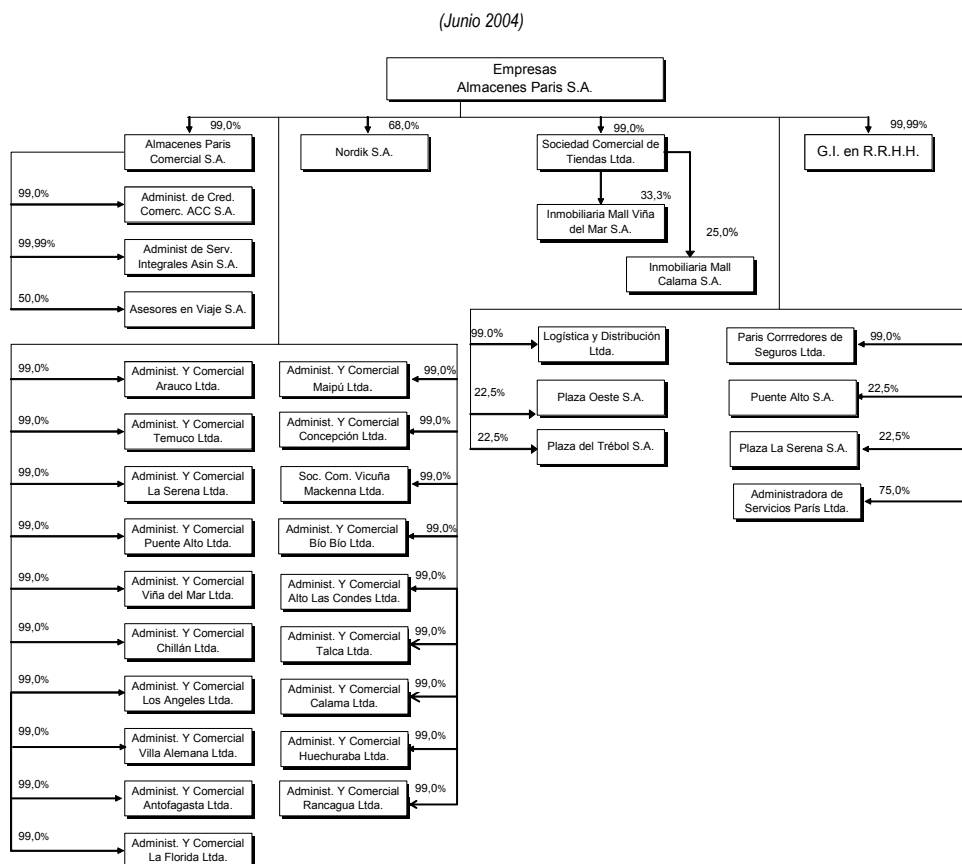 (Junio 2004)
Empresas
Almacenes Paris S.A.
99,0%
68,0%
99,0%
99,99%
Almacenes Paris
Comercial S.A.
Nordik S.A.
Sociedad Comercial de
Tiendas Ltda.
G.I. en R.R.H.H.
99,0%
Administ. de Cred.
Comerc. ACC S.A.
33,3%
Inmobiliaria Mall Viña
del Mar S.A.
99,99%
Administ de Serv.
Integrales Asin S.A.
25,0%
Inmobiliaria Mall
Calama S.A.
50,0%
Asesores en Viaje S.A.
99.0%
Logística y Distribución
Ltda.
Paris Corrredores de
Seguros Ltda.
99,0%
22,5%
Plaza Oeste S.A.
Puente Alto S.A.
22,5%
22,5%
Plaza del Trébol S.A.
Plaza La Serena S.A.
22,5%
Administradora de
Servicios París Ltda.
75,0%
99,0%
Administ. Y Comercial
Arauco Ltda.
Administ. Y Comercial
Maipú Ltda.
99,0%
99,0%
Administ. Y Comercial
Temuco Ltda.
Administ. Y Comercial
Concepción Ltda.
99,0%
99,0%
Administ. Y Comercial
La Serena Ltda.
Soc. Com. Vicuña
Mackenna Ltda.
99,0%
99,0%
Administ. Y Comercial
Puente Alto Ltda.
Administ. Y Comercial
Bío Bío Ltda.
99,0%
99,0%
Administ. Y Comercial
Viña del Mar Ltda.
Administ. Y Comercial
Alto Las Condes Ltda.
99,0%
99,0%
Administ. Y Comercial
Chillán Ltda.
Administ. Y Comercial
Talca Ltda.
99,0%
99,0%
Administ. Y Comercial
Los Angeles Ltda.
Administ. Y Comercial
Calama Ltda.
99,0%
99,0%
Administ. Y Comercial
Villa Alemana Ltda.
Administ. Y Comercial
Huechuraba Ltda.
99,0%
99,0%
Administ. Y Comercial
Antofagasta Ltda.
Administ. Y Comercial
Rancagua Ltda.
99,0%
99,0%
Administ. Y Comercial
La Florida Ltda.